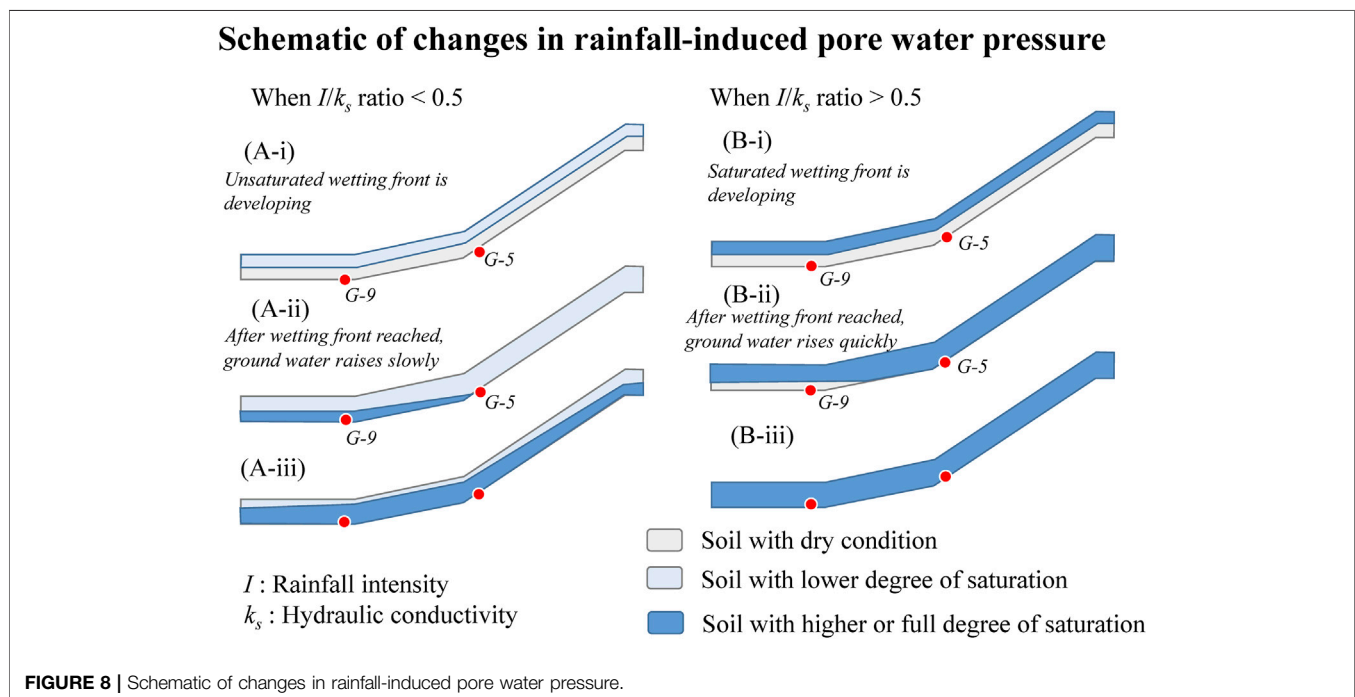 Schematic of changes in rainfall-induced pore water pressure
When I/ks ratio < 0.5
(A-i)
Unsaturated wetting front is
developing
G-5
G-9
(A-ii)
After wetting front reached,
ground water raises slowly
G-5
G-9
(A-iii)
I : Rainfall intensity
ks : Hydraulic conductivity
When I/ks ratio > 0.5
(B-i)
Saturated wetting front is
developing
G-5
G-9
(B-ii)
After wetting front reached,
ground water rises quickly
G-5
G-9
(B-iii)
Soil with dry condition
Soil with lower degree of saturation
Soil with higher or full degree of saturation
FIGURE 8 | Schematic of changes in rainfall-induced pore water pressure.